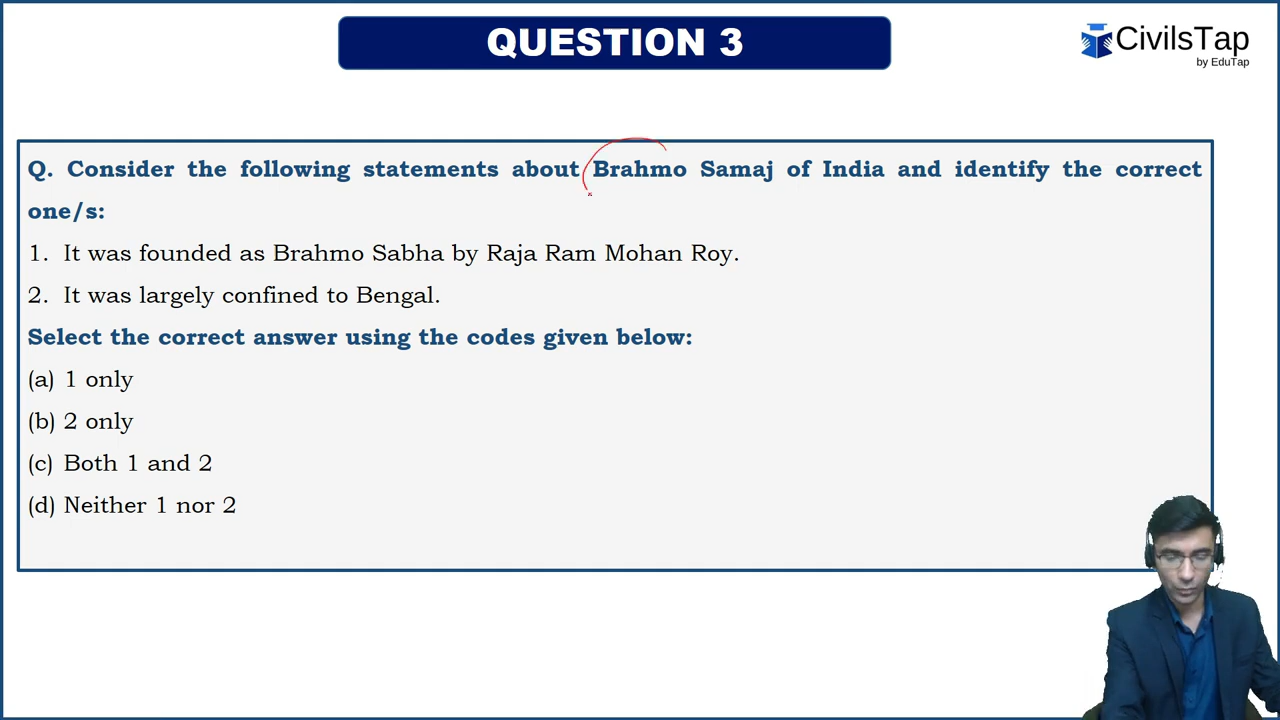 QUESTION 3
CivilsTap
by EduTap
Q. Consider the following statements about Brahmo Samaj of India and identify the correct
one/s:
1. It was founded as Brahmo Sabha by Raja Ram Mohan Roy.
2. It was largely confined to Bengal.
Select the correct answer using the codes given below:
(a) 1 only
(b) 2 only
(c) Both 1 and 2
(d) Neither 1 nor 2